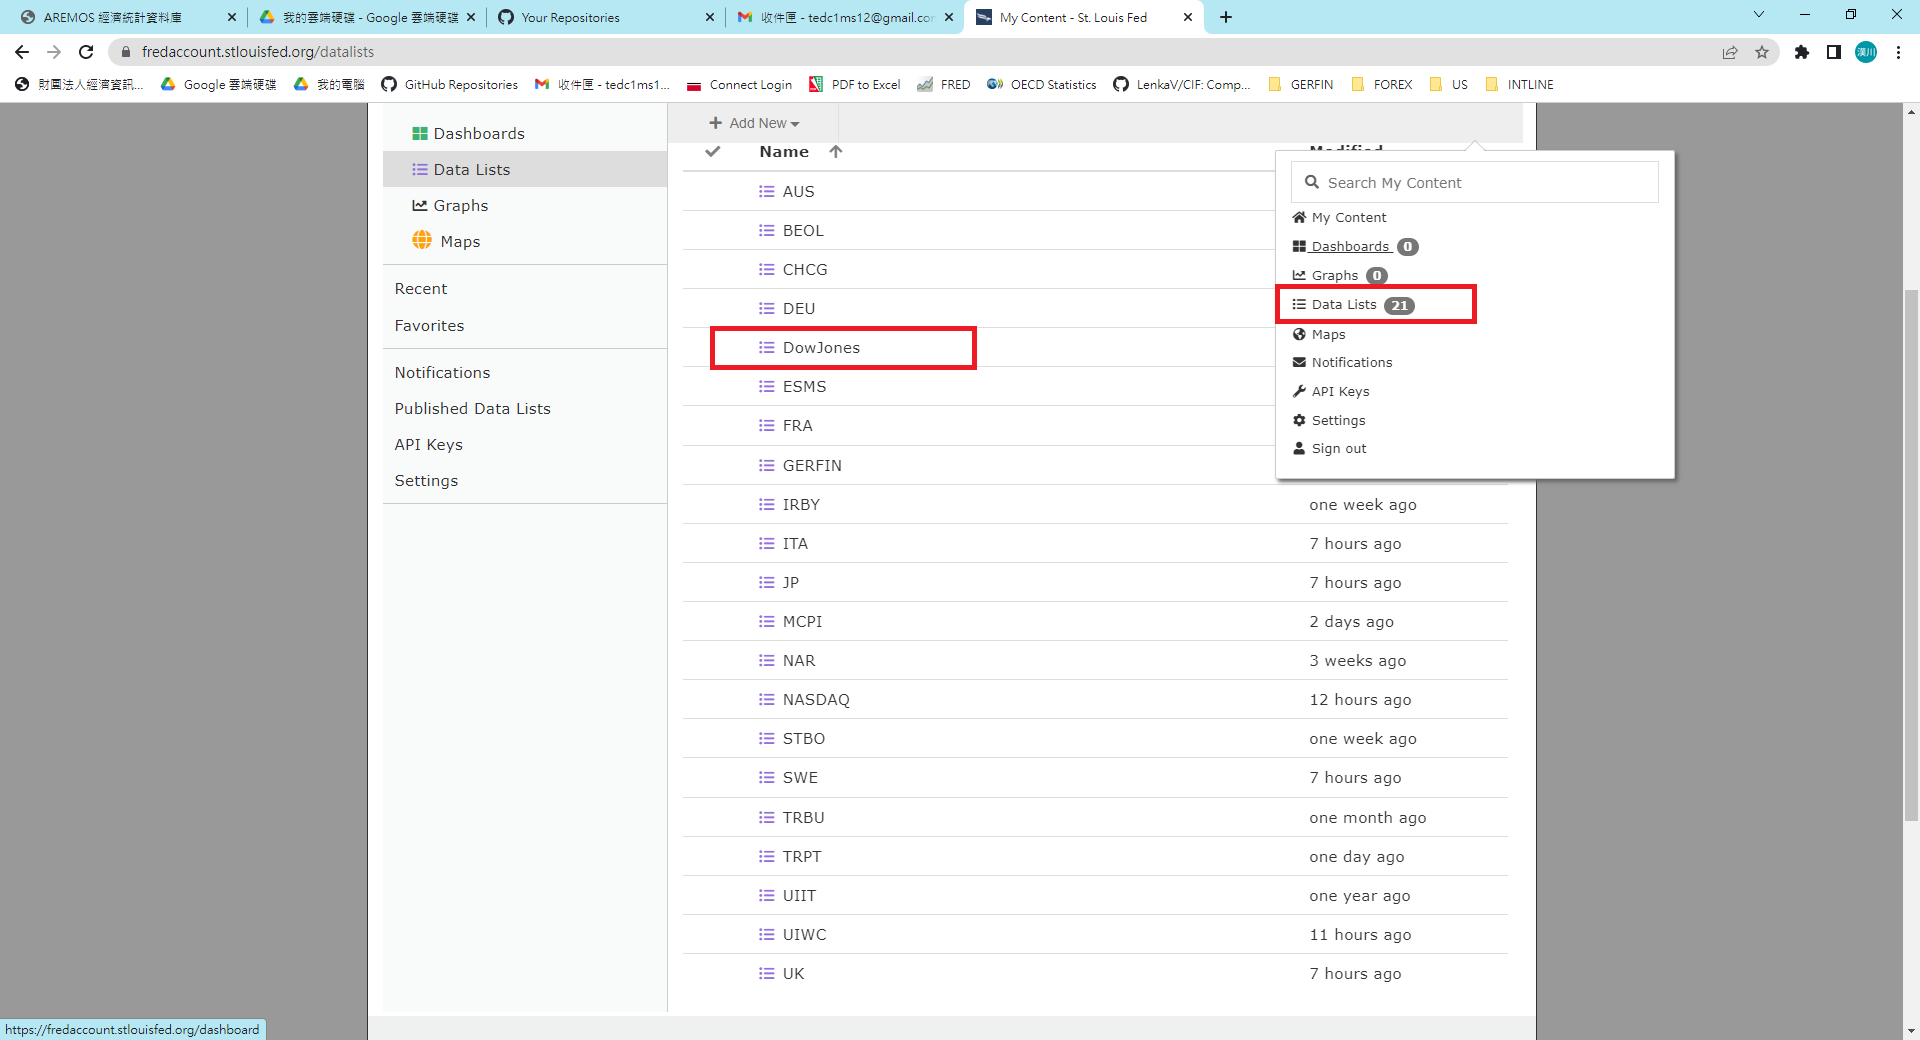 AREMOS 經濟統計資料庫
我的雲端硬碟 - Google 雲端硬碟
Your Repositories
收件匣 - tedc1ms12@gmail.com
My Content - St. Louis Fed
fredaccount.stlouisfed.org/datalists
漢川
財團法人經濟資訊...
Google 雲端硬碟
我的電腦
GitHub Repositories
收件匣 - tedc1ms1...
Connect Login
PDF to Excel
FRED
OECD Statistics
LenkaV/CIF: Comp...
GERFIN
FOREX
US
INTLINE
Dashboards
Data Lists
Graphs
Maps
Recent
Favorites
Notifications
Published Data Lists
API Keys
Settings
Add New
Name
Modified
AUS
BEOL
CHCG
DEU
DowJones
ESMS
FRA
GERFIN
IRBY one week ago
ITA 7 hours ago
JP 7 hours ago
MCPI 2 days ago
NAR 3 weeks ago
NASDAQ 12 hours ago
STBO one week ago
SWE 7 hours ago
TRBU one month ago
TRPT one day ago
UIIT one year ago
UIWC 11 hours ago
UK 7 hours ago
Search My Content
My Content
Dashboards 0
Graphs 0
Data Lists 21
Maps
Notifications
API Keys
Settings
Sign out
https://fredaccount.stlouisfed.org/dashboard